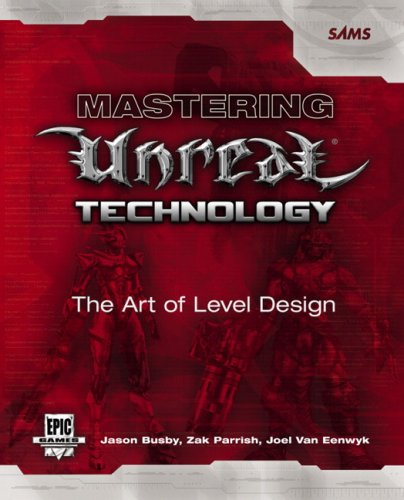 SAMS
MASTERING
Unreal®
TECHNOLOGY
The Art of Level Design
EPIC
GAMES
Jason Busby, Zak Parrish, Joel Van Eenwyk